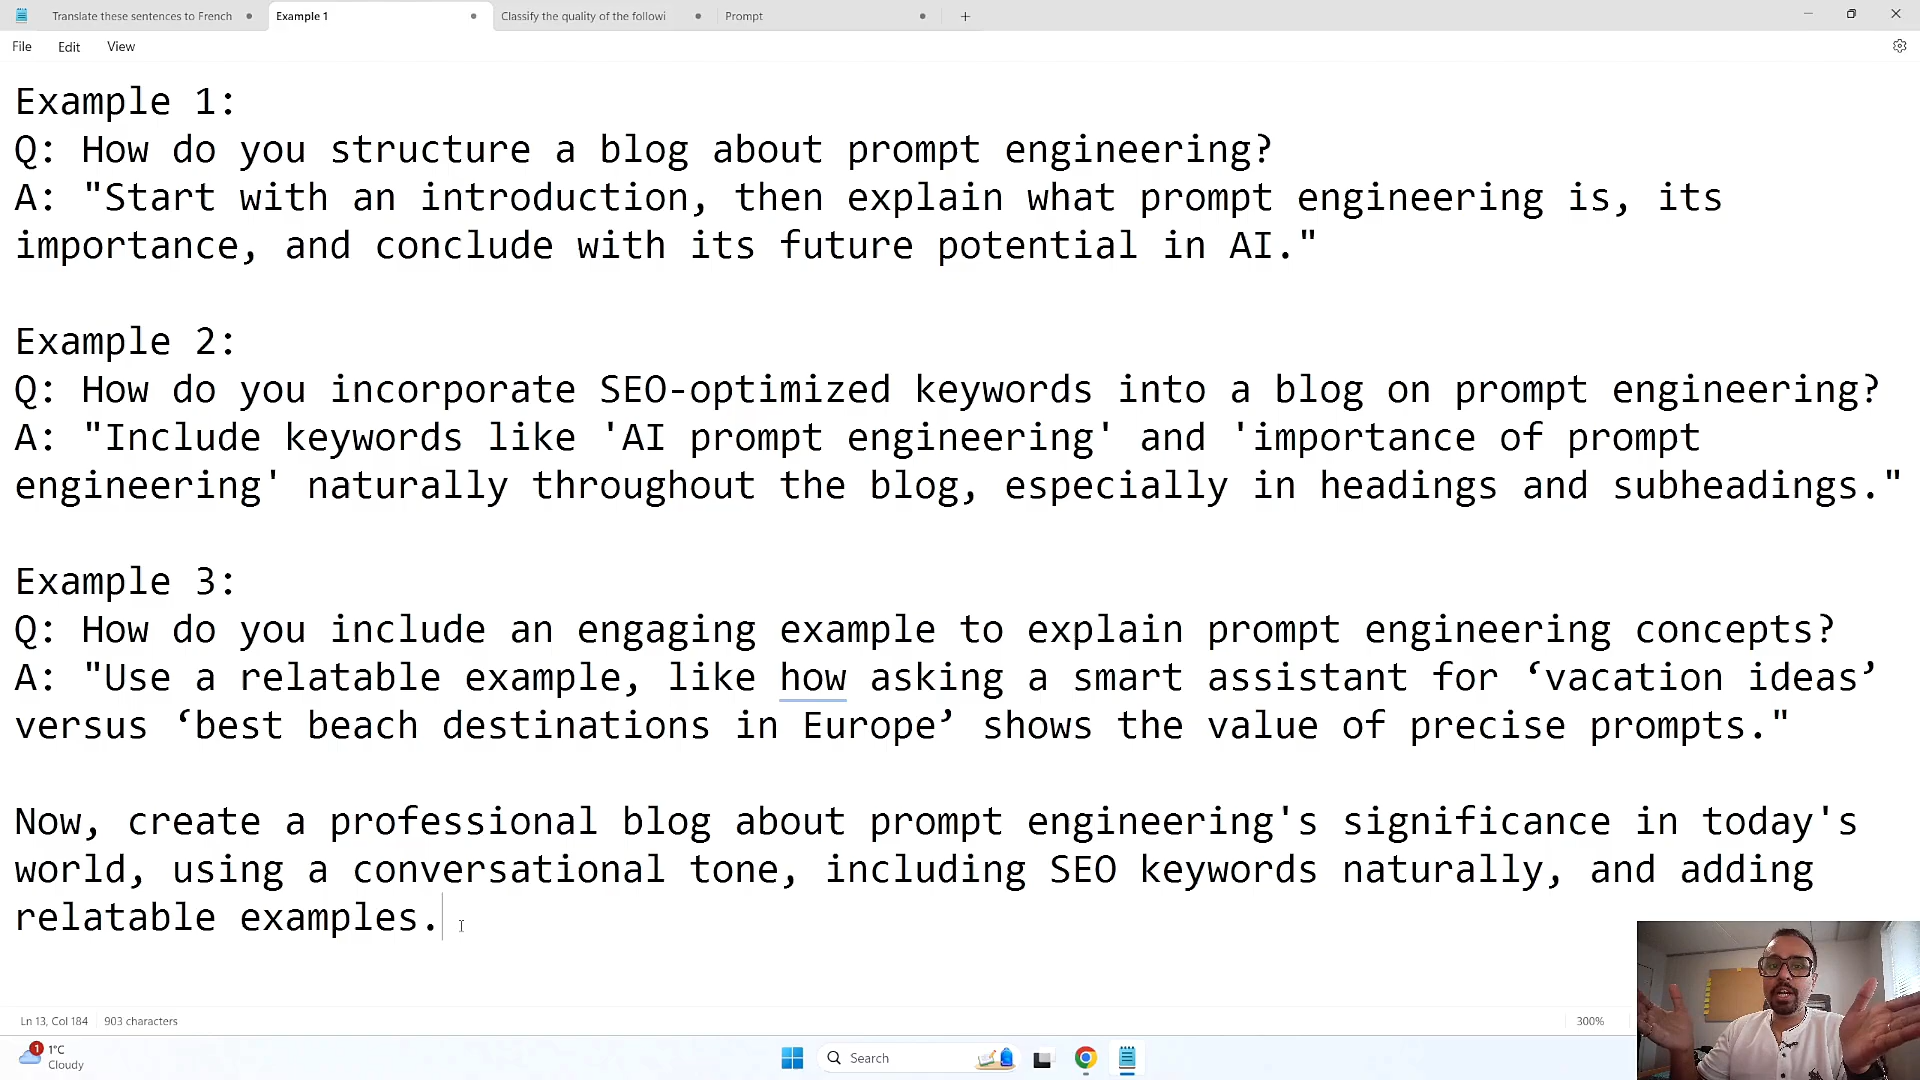 Translate these sentences to French
Example 1
Classify the quality of the followi
Prompt
File Edit View
Example 1:
Q: How do you structure a blog about prompt engineering?
A: "Start with an introduction, then explain what prompt engineering is, its
importance, and conclude with its future potential in AI."
Example 2:
Q: How do you incorporate SEO-optimized keywords into a blog on prompt engineering?
A: "Include keywords like 'AI prompt engineering' and 'importance of prompt
engineering' naturally throughout the blog, especially in headings and subheadings."
Example 3:
Q: How do you include an engaging example to explain prompt engineering concepts?
A: "Use a relatable example, like how asking a smart assistant for ‘vacation ideas’
versus ‘best beach destinations in Europe’ shows the value of precise prompts."
Now, create a professional blog about prompt engineering's significance in today's
world, using a conversational tone, including SEO keywords naturally, and adding
relatable examples.
Ln 13, Col 184 903 characters 300%
1 1°C
Cloudy
Search